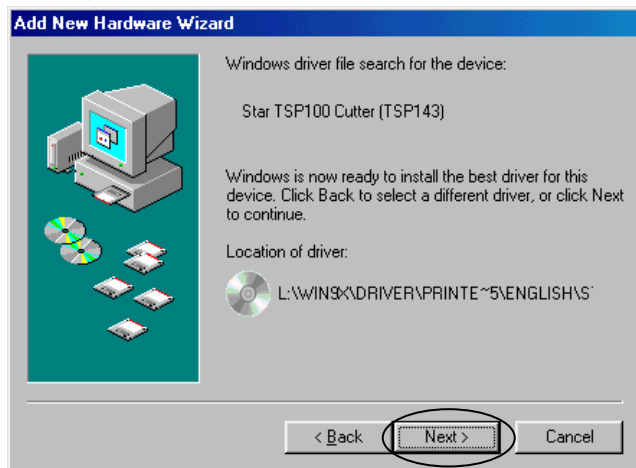 Add New Hardware Wizard
Windows driver file search for the device:
Star TSP100 Cutter (TSP143)
Windows is now ready to install the best driver for this
device. Click Back to select a different driver, or click Next
to continue.
Location of driver:
L:\WIN9X\DRIVER\PRINTE~5\ENGLISH\S
< Back
Next >
Cancel